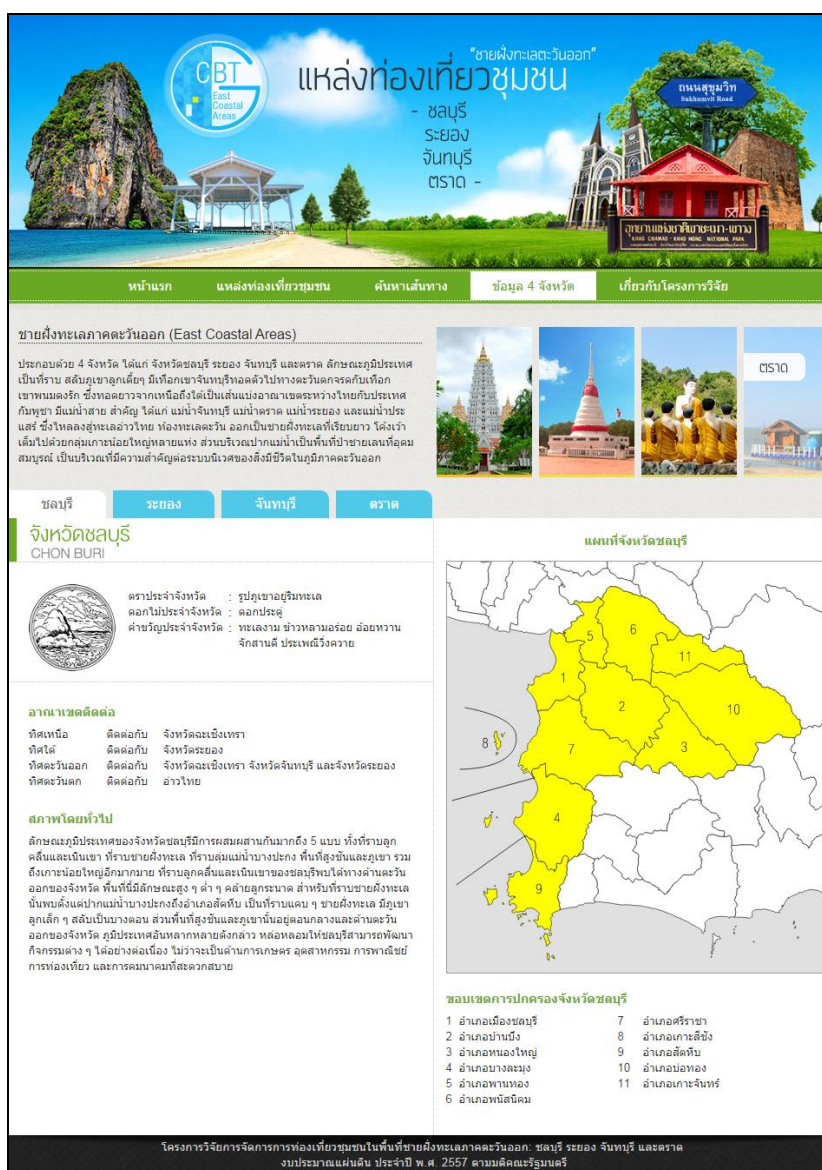 CBT
East
Coastal
Areas
"ชายฝั่งทะเลตะวันออก"
แหล่งท่องเที่ยวชุมชน
- ชลบุรี
ระยอง
จันทบุรี
ตราด -
ถนนสุขุมวิท
Sukhumvit Road
อุทยานแห่งชาติเขาชะเมา-เขาวง
KHAO CHAMAO - KHAO WONG NATIONAL PARK
หน้าแรก แหล่งท่องเที่ยวชุมชน ค้นหาเส้นทาง ข้อมูล 4 จังหวัด เกี่ยวกับโครงการวิจัย
ชายฝั่งทะเลภาคตะวันออก (East Coastal Areas)
ประกอบด้วย 4 จังหวัด ได้แก่ จังหวัดชลบุรี ระยอง จันทบุรี และตราด ลักษณะภูมิประเทศ
เป็นที่ราบ สลับภูเขาลูกเตี้ยๆ มีเทือกเขาจันทบุรีทอดตัวไปทางตะวันตกจรดกับเทือก
เขาพนมดงรัก ซึ่งทอดยาวจากเหนือถึงใต้เป็นเส้นแบ่งอาณาเขตระหว่างไทยกับประเทศ
กัมพูชา มีแม่น้ำสาย สำคัญ ได้แก่ แม่น้ำจันทบุรี แม่น้ำตราด แม่น้ำระยอง และแม่น้ำประ
แสร์ ซึ่งไหลลงสู่ทะเลอ่าวไทย ท้องทะเลตะวัน ออกเป็นชายฝั่งทะเลที่เรียบยาว โค้งเว้า
เต็มไปด้วยกลุ่มเกาะน้อยใหญ่หลายแห่ง ส่วนบริเวณปากแม่น้ำเป็นพื้นที่ป่าชายเลนที่อุดม
สมบูรณ์ เป็นบริเวณที่มีความสำคัญต่อระบบนิเวศของสิ่งมีชีวิตในภูมิภาคตะวันออก
ตราด
ชลบุรี ระยอง จันทบุรี ตราด
จังหวัดชลบุรี
CHON BURI
ตราประจำจังหวัด : รูปภูเขาอยู่ริมทะเล
ดอกไม้ประจำจังหวัด : ดอกประดู่
คำขวัญประจำจังหวัด : ทะเลงาม ข้าวหลามอร่อย อ้อยหวาน
จักสานดี ประเพณีวิ่งควาย
อาณาเขตติดต่อ
ทิศเหนือ ติดต่อกับ จังหวัดฉะเชิงเทรา
ทิศใต้ ติดต่อกับ จังหวัดระยอง
ทิศตะวันออก ติดต่อกับ จังหวัดฉะเชิงเทรา จังหวัดจันทบุรี และจังหวัดระยอง
ทิศตะวันตก ติดต่อกับ อ่าวไทย
สภาพโดยทั่วไป
ลักษณะภูมิประเทศของจังหวัดชลบุรีมีการผสมผสานกันมากถึง 5 แบบ ทั้งที่ราบลูก
คลื่นและเนินเขา ที่ราบชายฝั่งทะเล ที่ราบลุ่มแม่น้ำบางปะกง พื้นที่สูงชันและภูเขา รวม
ถึงเกาะน้อยใหญ่อีกมากมาย ที่ราบลูกคลื่นและเนินเขาของชลบุรีพบได้ทางด้านตะวัน
ออกของจังหวัด พื้นที่นี้มีลักษณะสูง ๆ ต่ำ ๆ คล้ายลูกระนาด สำหรับที่ราบชายฝั่งทะเล
นั้นพบตั้งแต่ปากแม่น้ำบางปะกงถึงอำเภอสัตหีบ เป็นที่ราบแคบ ๆ ชายฝั่งทะเล มีภูเขา
ลูกเล็ก ๆ สลับเป็นบางตอน ส่วนพื้นที่สูงชันและภูเขานั้นอยู่ตอนกลางและด้านตะวัน
ออกของจังหวัด ภูมิประเทศอันหลากหลายดังกล่าว หล่อหลอมให้ชลบุรีสามารถพัฒนา
กิจกรรมต่าง ๆ ได้อย่างต่อเนื่อง ไม่ว่าจะเป็นด้านการเกษตร อุตสาหกรรม การพาณิชย์
การท่องเที่ยว และการคมนาคมที่สะดวกสบาย
แผนที่จังหวัดชลบุรี
5
6
11
1
2
10
8
7
3
4
9
ขอบเขตการปกครองจังหวัดชลบุรี
1 อำเภอเมืองชลบุรี 7 อำเภอศรีราชา
2 อำเภอบ้านบึง 8 อำเภอเกาะสีชัง
3 อำเภอหนองใหญ่ 9 อำเภอสัตหีบ
4 อำเภอบางละมุง 10 อำเภอบ่อทอง
5 อำเภอพานทอง 11 อำเภอเกาะจันทร์
6 อำเภอพนัสนิคม
โครงการวิจัยการจัดการการท่องเที่ยวชุมชนในพื้นที่ชายฝั่งทะเลภาคตะวันออก: ชลบุรี ระยอง จันทบุรี และตราด
งบประมาณแผ่นดิน ประจำปี พ.ศ. 2557 ตามมติคณะรัฐมนตรี